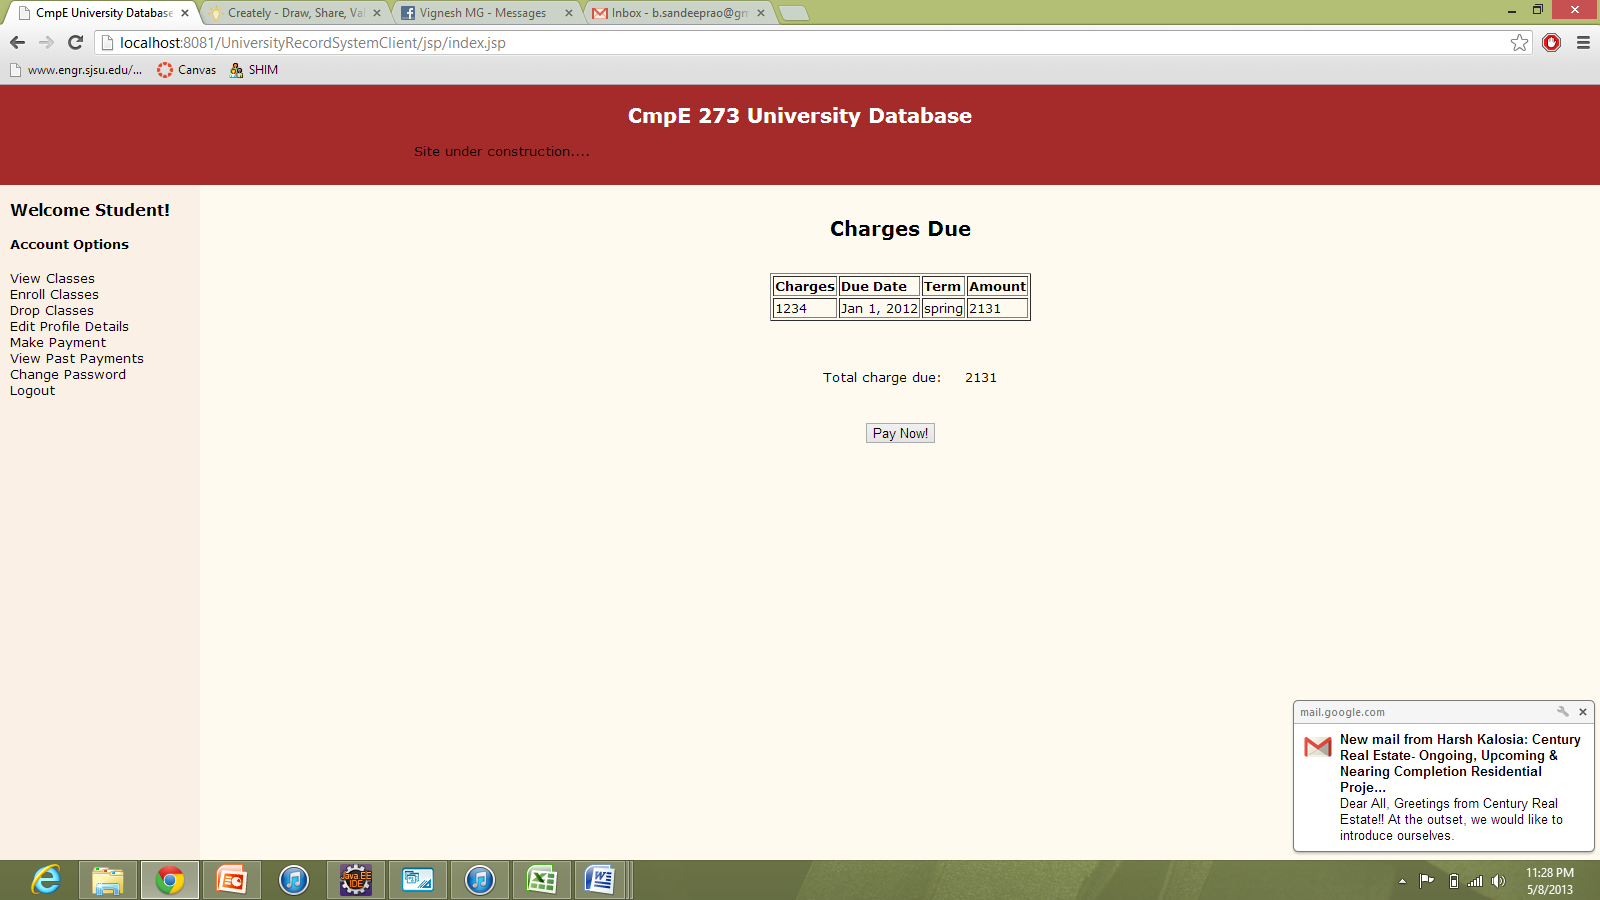 CmpE University Database
Creately - Draw, Share, Val
Vignesh MG - Messages
Inbox - b.sandeeprao@gm
localhost:8081/UniversityRecordSystemClient/jsp/index.jsp
www.engr.sjsu.edu/...
Canvas
SHIM
CmpE 273 University Database
Site under construction....
Welcome Student!
Account Options
View Classes
Enroll Classes
Drop Classes
Edit Profile Details
Make Payment
View Past Payments
Change Password
Logout
Charges Due
Charges Due Date Term Amount
1234 Jan 1, 2012 spring 2131
Total charge due: 2131
Pay Now!
mail.google.com
New mail from Harsh Kalosia: Century
Real Estate- Ongoing, Upcoming &
Nearing Completion Residential
Proje...
Dear All, Greetings from Century Real
Estate!! At the outset, we would like to
introduce ourselves.
Java EE
IDE
11:28 PM
5/8/2013